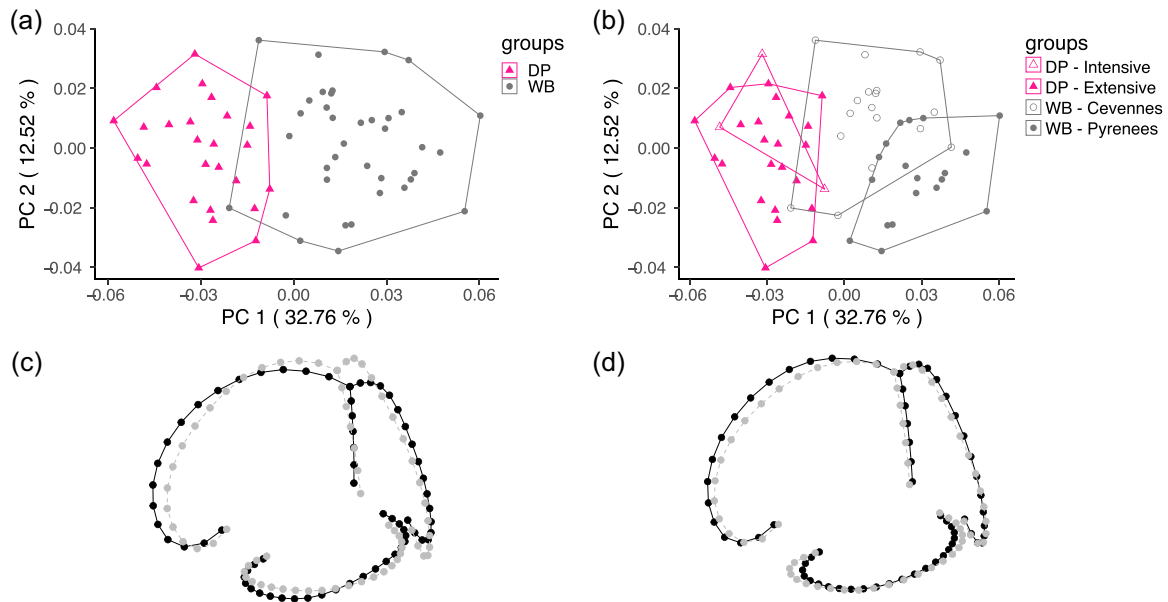 (a)
0.04
0.02
0.00
−0.02
−0.04
PC 2 ( 12.52 % )
−0.06
−0.03
0.00
0.03
0.06
PC 1 ( 32.76 % )
groups
DP
WB
(b)
0.04
0.02
0.00
−0.02
−0.04
PC 2 ( 12.52 % )
−0.06
−0.03
0.00
0.03
0.06
PC 1 ( 32.76 % )
groups
DP - Intensive
DP - Extensive
WB - Cevennes
WB - Pyrenees
(c)
(d)